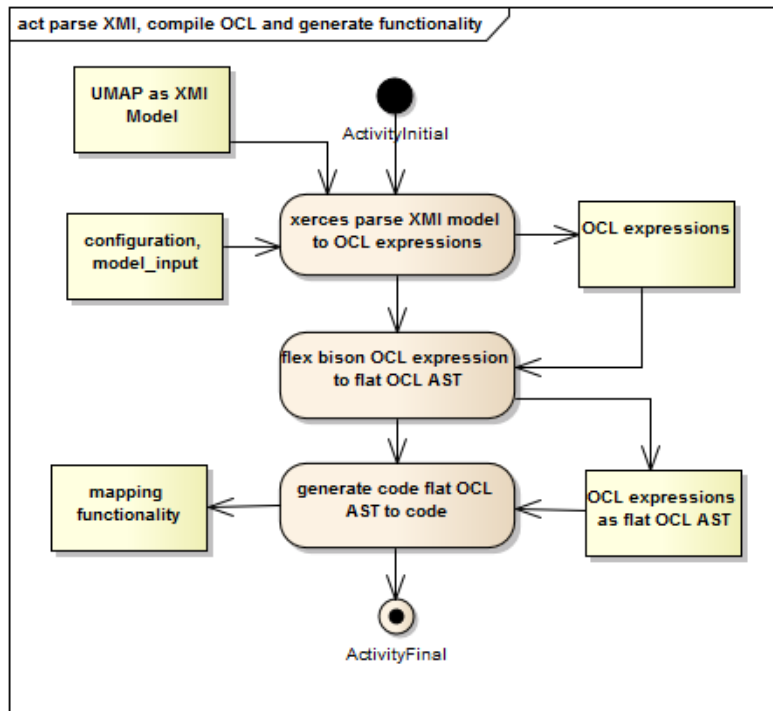 act parse XMI, compile OCL and generate functionality
UMAP as XMI
Model
ActivityInitial
xerces parse XMI model
to OCL expressions
OCL expressions
configuration,
model_input
flex bison OCL expression
to flat OCL AST
mapping
functionality
generate code flat OCL
AST to code
OCL expressions
as flat OCL AST
ActivityFinal